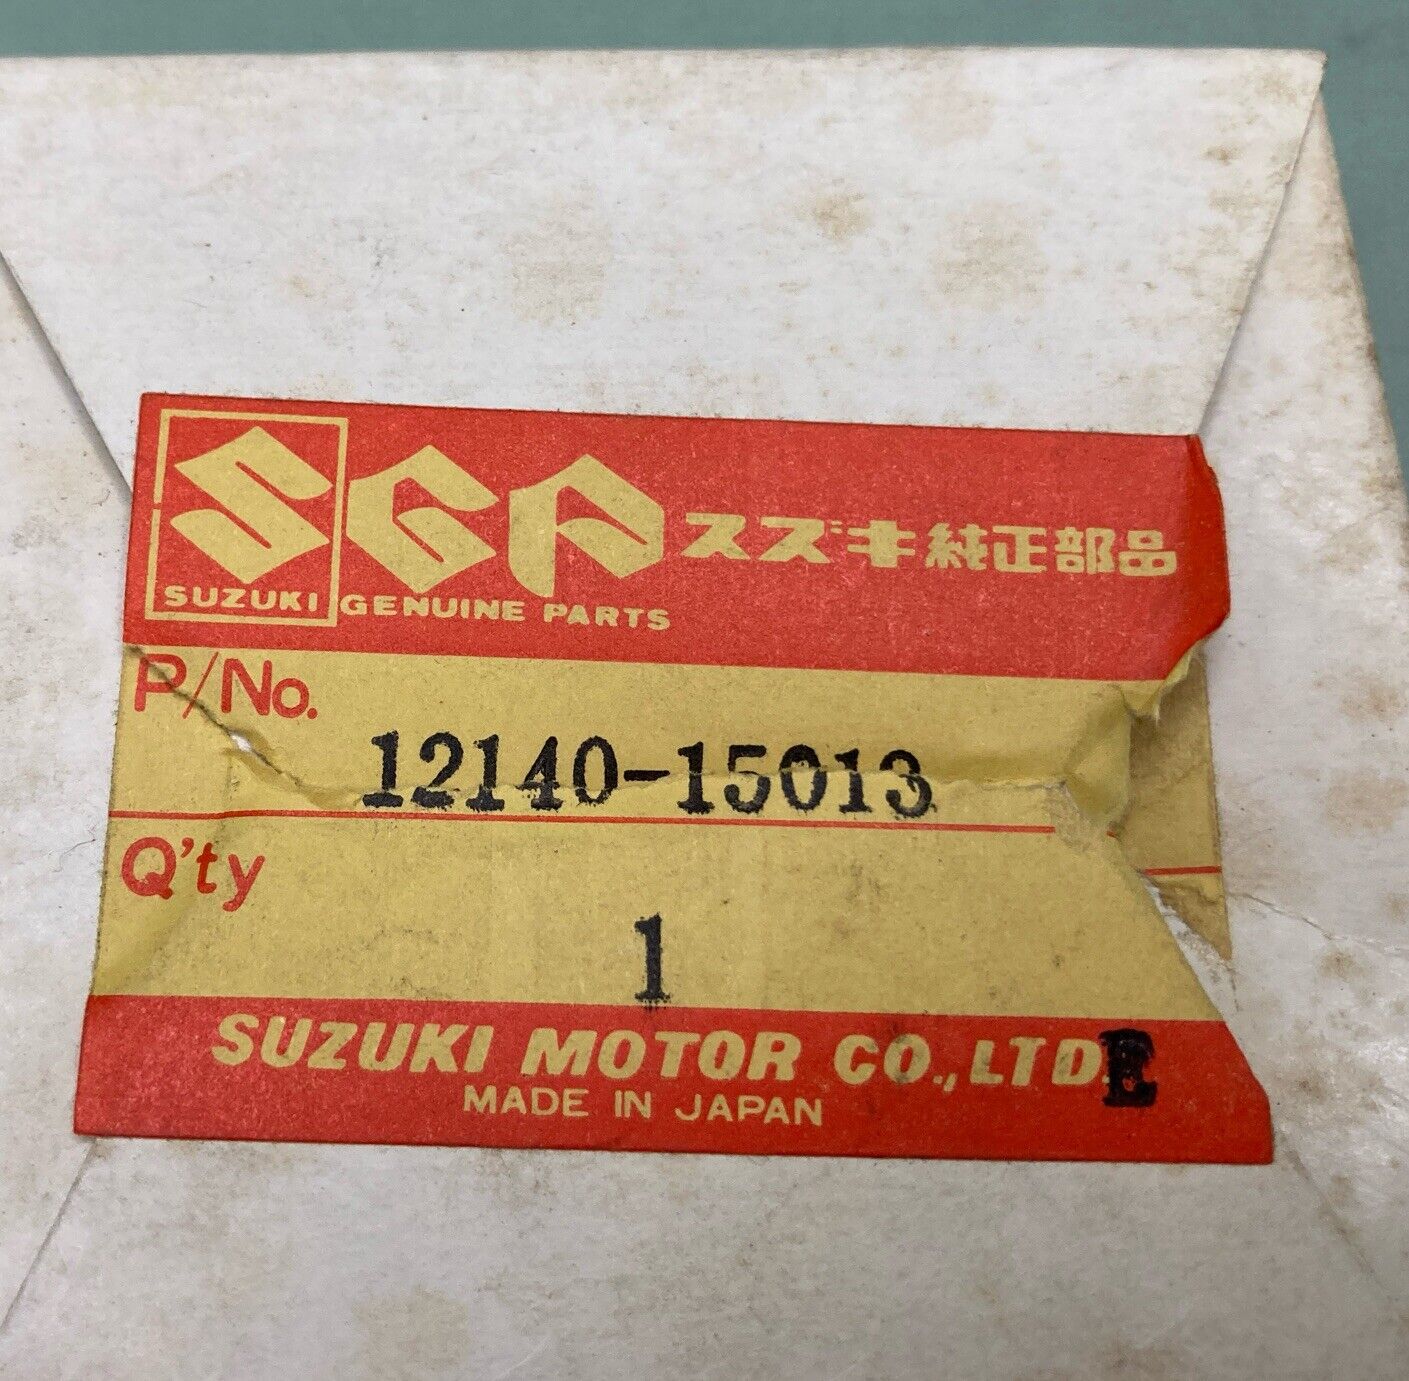 SGP スズキ純正部品
SUZUKI GENUINE PARTS
P/No.
12140-15013
Q'ty
1
SUZUKI MOTOR CO., LTD. E
MADE IN JAPAN